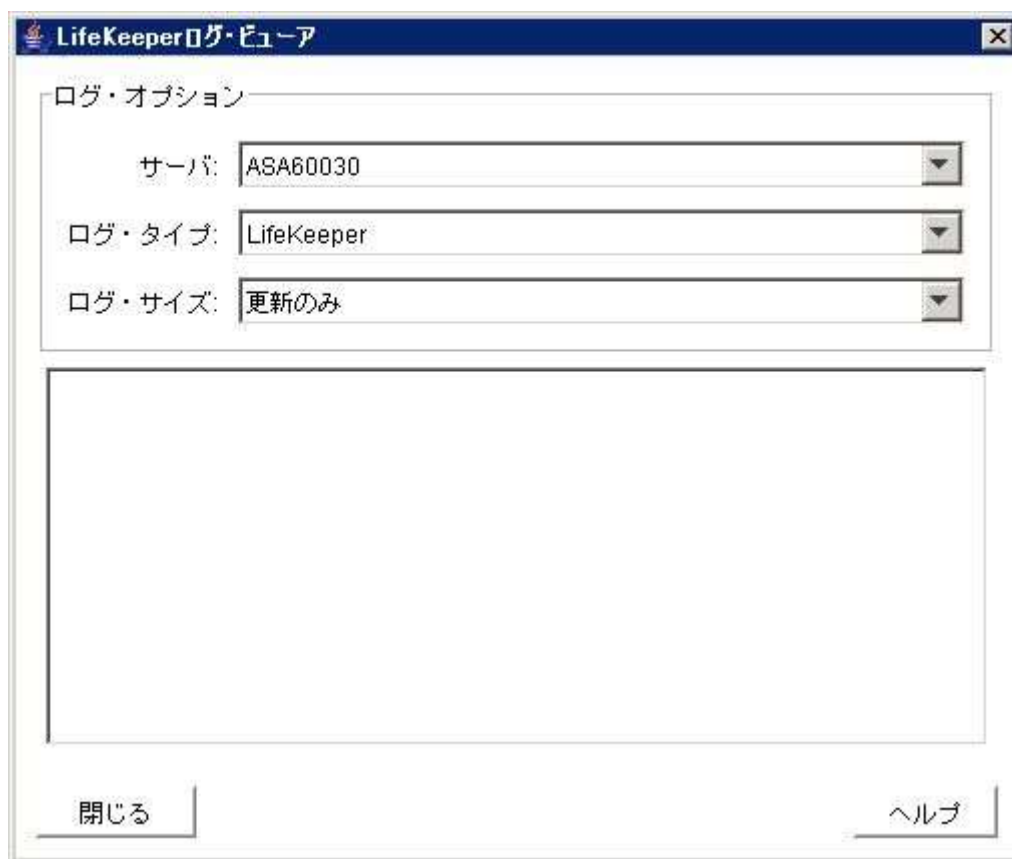 LifeKeeperログ・ビューア
ログ・オプション
サーバ: ASA60030
ログ・タイプ: LifeKeeper
ログ・サイズ: 更新のみ
閉じる ヘルプ